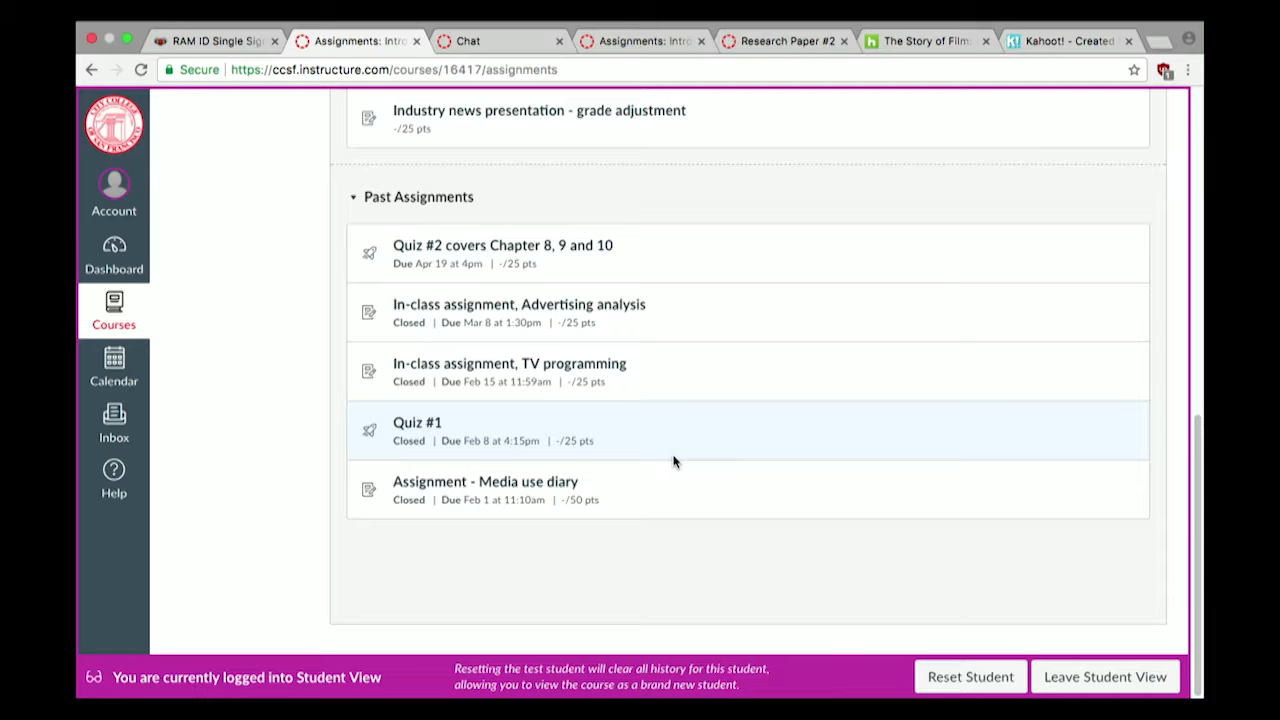 RAM ID Single Sig
Assignments: Intro
Chat
Assignments: Intro
Research Paper #2
h The Story of Film:
K! Kahoot! - Created
Secure | https://ccsf.instructure.com/courses/16417/assignments
1
CITY COLLEGE
OF SAN FRANCISCO
Account
Dashboard
Courses
Calendar
Inbox
Help
Industry news presentation - grade adjustment
-/25 pts
Past Assignments
Quiz #2 covers Chapter 8, 9 and 10
Due Apr 19 at 4pm | -/25 pts
In-class assignment, Advertising analysis
Closed | Due Mar 8 at 1:30pm | -/25 pts
In-class assignment, TV programming
Closed | Due Feb 15 at 11:59am | -/25 pts
Quiz #1
Closed | Due Feb 8 at 4:15pm | -/25 pts
Assignment - Media use diary
Closed | Due Feb 1 at 11:10am | -/50 pts
You are currently logged into Student View
Resetting the test student will clear all history for this student,
allowing you to view the course as a brand new student.
Reset Student
Leave Student View